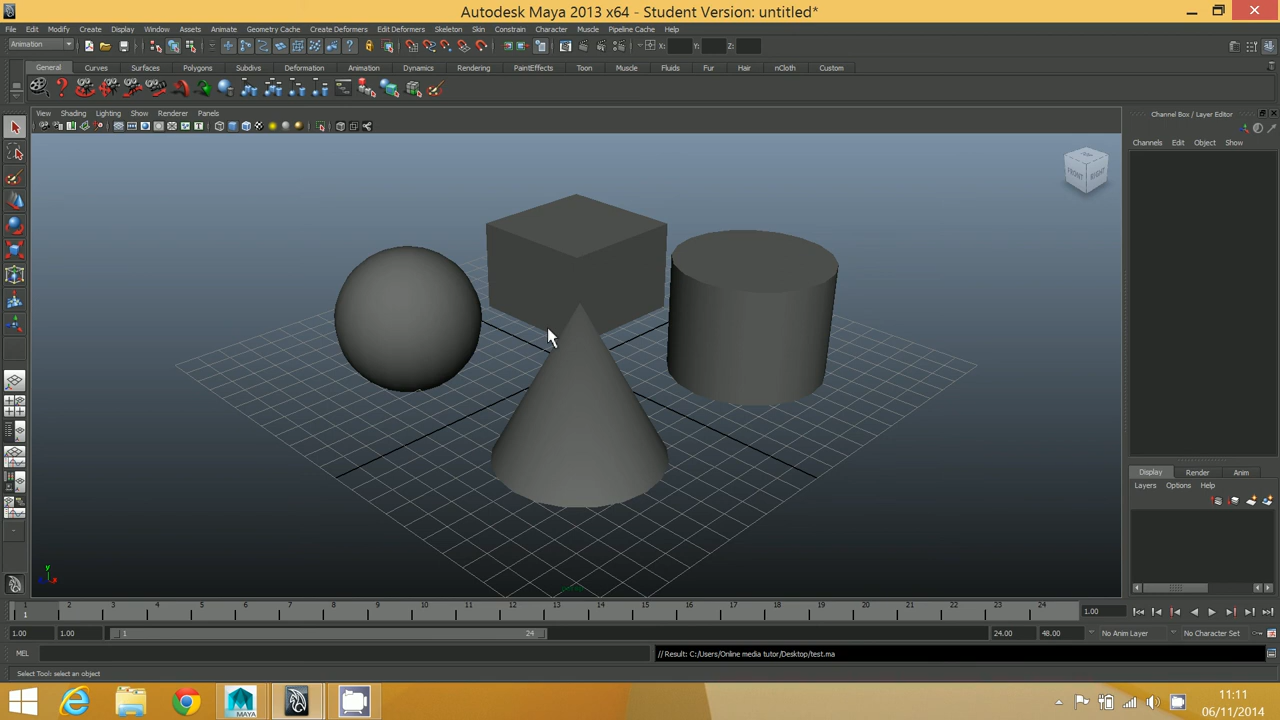 Autodesk Maya 2013 x64 - Student Version: untitled*
File Edit Modify Create Display Window Assets Animate Geometry Cache Create Deformers Edit Deformers Skeleton Skin Constrain Character Muscle Pipeline Cache Help
Animation X: Y: Z:
General Curves Surfaces Polygons Subdivs Deformation Animation Dynamics Rendering PaintEffects Toon Muscle Fluids Fur Hair nCloth Custom
View Shading Lighting Show Renderer Panels
Channel Box / Layer Editor
Channels Edit Object Show
FRONT RIGHT
Display Render Anim
Layers Options Help
y
persp
1 2 3 4 5 6 7 8 9 10 11 12 13 14 15 16 17 18 19 20 21 22 23 24
1 1.00
1.00 1.00 1 24 24.00 48.00 No Anim Layer No Character Set
MEL // Result: C:/Users/Online media tutor/Desktop/test.ma
Select Tool: select an object
MAYA
11:11
06/11/2014